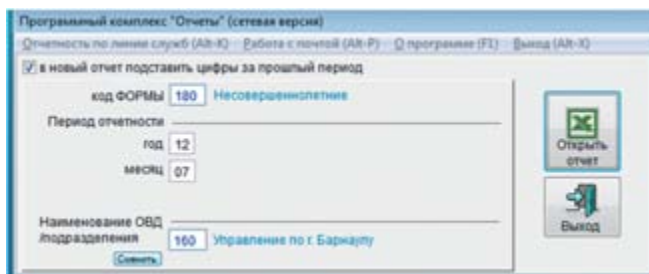 Программный комплекс "Отчеты" (сетевая версия)
Отчетность по линии служб (Alt-K) Работа с почтой (Alt-P) О программе (F1) Выход (Alt-X)
в новый отчет подставить цифры за прошлый период
код ФОРМЫ 180 Несовершеннолетние
Период отчетности
год 12
месяц 07
Открыть
отчет
Наименование ОВД
/подразделения 160 Управление по г. Барнаулу
Сменить
Выход